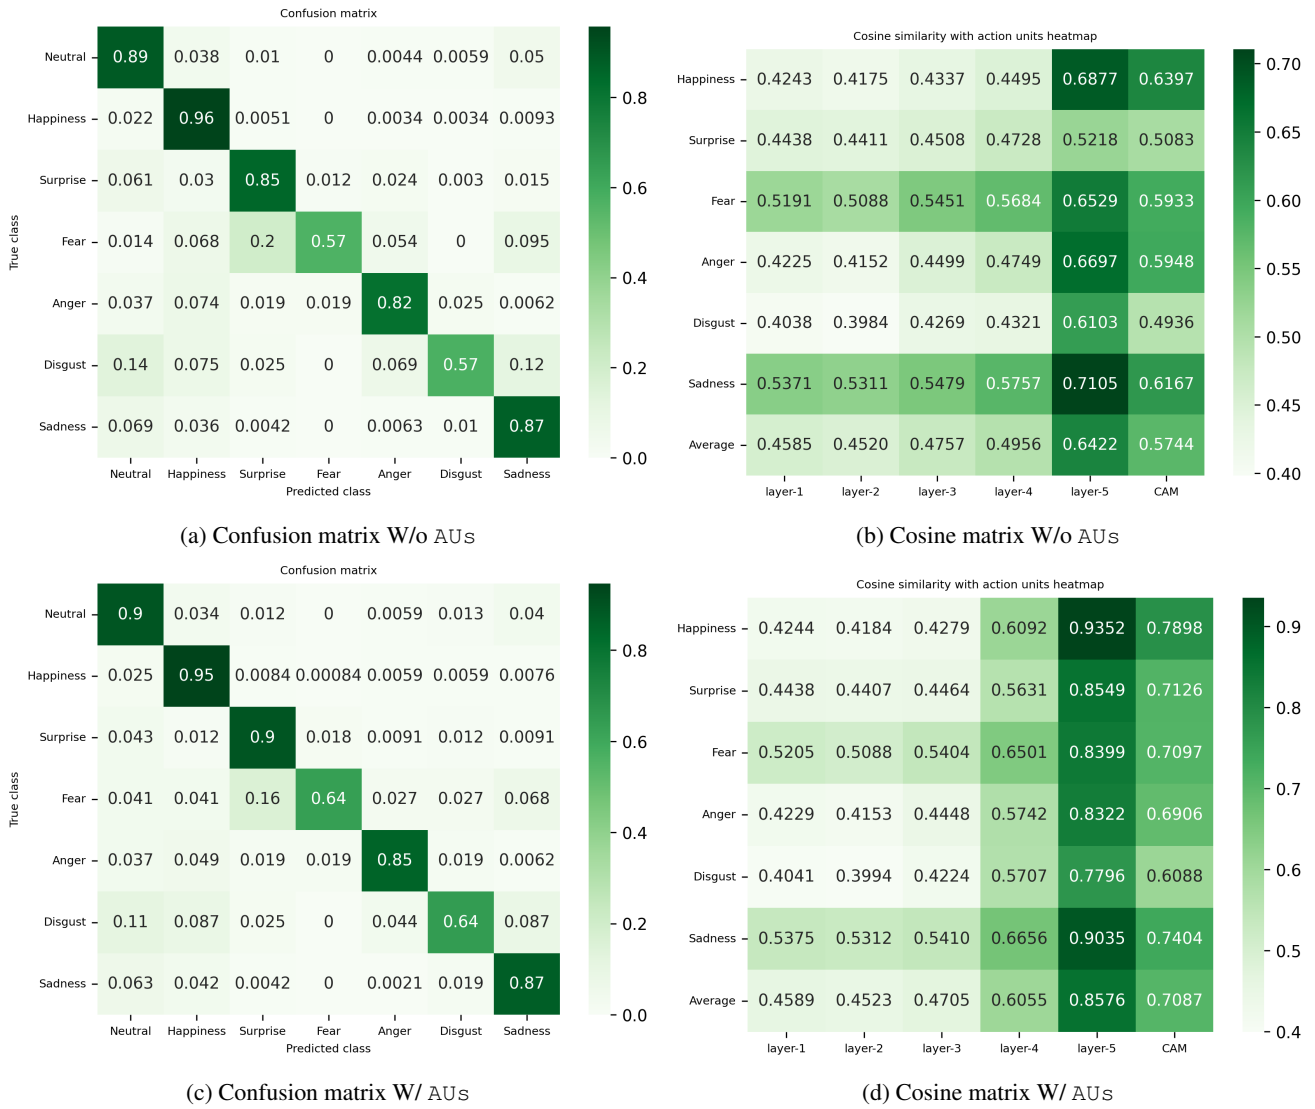 Confusion matrix
Neutral 0.89 0.038 0.01 0 0.0044 0.0059 0.05
Happiness 0.022 0.96 0.0051 0 0.0034 0.0034 0.0093
Surprise 0.061 0.03 0.85 0.012 0.024 0.003 0.015
Fear 0.014 0.068 0.2 0.57 0.054 0 0.095
Anger 0.037 0.074 0.019 0.019 0.82 0.025 0.0062
Disgust 0.14 0.075 0.025 0 0.069 0.57 0.12
Sadness 0.069 0.036 0.0042 0 0.0063 0.01 0.87
Neutral Happiness Surprise Fear Anger Disgust Sadness
Predicted class
True class
0.8
0.6
0.4
0.2
0.0
(a) Confusion matrix W/o AUs
Cosine similarity with action units heatmap
Happiness 0.4243 0.4175 0.4337 0.4495 0.6877 0.6397
Surprise 0.4438 0.4411 0.4508 0.4728 0.5218 0.5083
Fear 0.5191 0.5088 0.5451 0.5684 0.6529 0.5933
Anger 0.4225 0.4152 0.4499 0.4749 0.6697 0.5948
Disgust 0.4038 0.3984 0.4269 0.4321 0.6103 0.4936
Sadness 0.5371 0.5311 0.5479 0.5757 0.7105 0.6167
Average 0.4585 0.4520 0.4757 0.4956 0.6422 0.5744
layer-1 layer-2 layer-3 layer-4 layer-5 CAM
0.70
0.65
0.60
0.55
0.50
0.45
0.40
(b) Cosine matrix W/o AUs
Confusion matrix
Neutral 0.9 0.034 0.012 0 0.0059 0.013 0.04
Happiness 0.025 0.95 0.0084 0.00084 0.0059 0.0059 0.0076
Surprise 0.043 0.012 0.9 0.018 0.0091 0.012 0.0091
Fear 0.041 0.041 0.16 0.64 0.027 0.027 0.068
Anger 0.037 0.049 0.019 0.019 0.85 0.019 0.0062
Disgust 0.11 0.087 0.025 0 0.044 0.64 0.087
Sadness 0.063 0.042 0.0042 0 0.0021 0.019 0.87
Neutral Happiness Surprise Fear Anger Disgust Sadness
Predicted class
True class
0.8
0.6
0.4
0.2
0.0
(c) Confusion matrix W/ AUs
Cosine similarity with action units heatmap
Happiness 0.4244 0.4184 0.4279 0.6092 0.9352 0.7898
Surprise 0.4438 0.4407 0.4464 0.5631 0.8549 0.7126
Fear 0.5205 0.5088 0.5404 0.6501 0.8399 0.7097
Anger 0.4229 0.4153 0.4448 0.5742 0.8322 0.6906
Disgust 0.4041 0.3994 0.4224 0.5707 0.7796 0.6088
Sadness 0.5375 0.5312 0.5410 0.6656 0.9035 0.7404
Average 0.4589 0.4523 0.4705 0.6055 0.8576 0.7087
layer-1 layer-2 layer-3 layer-4 layer-5 CAM
0.9
0.8
0.7
0.6
0.5
0.4
(d) Cosine matrix W/ AUs